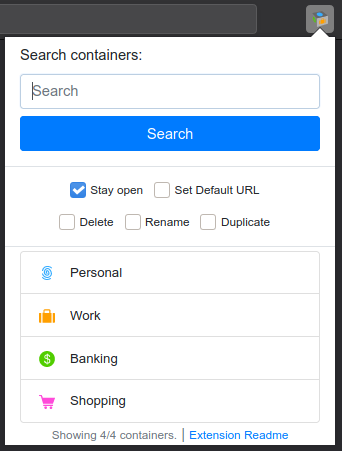 Search containers:
Search
Search
Stay open Set Default URL
Delete Rename Duplicate
Personal
Work
$ Banking
Shopping
Showing 4/4 containers. | Extension Readme